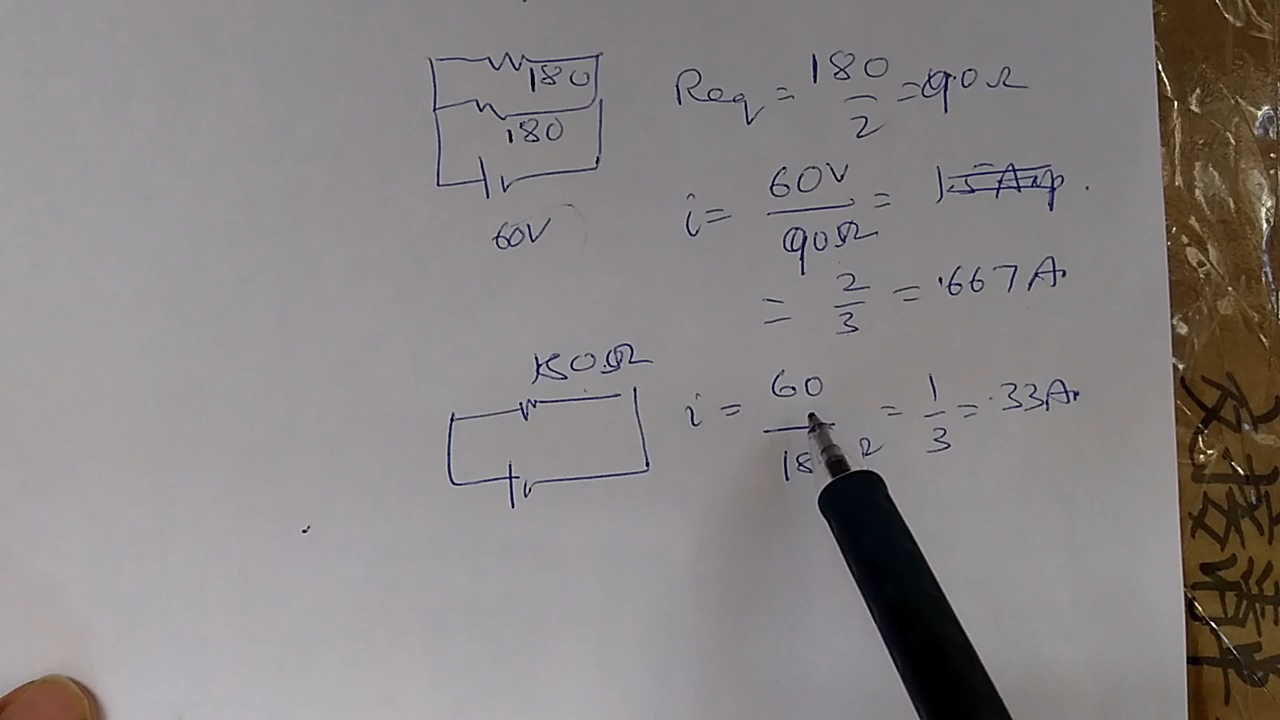 180
180
60V
Req = 180/2 = 90Ω
i = 60V/90Ω = 1.5 Amp.
= 2/3 = .667 A.
180Ω
i = 60/18 Ω = 1/3 = .33A.